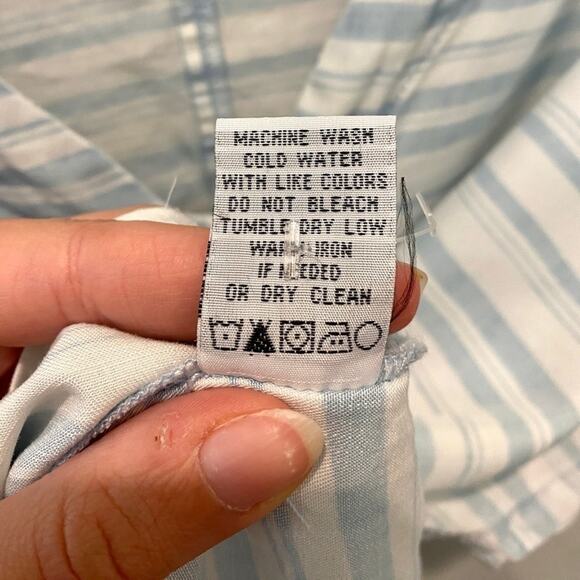 MACHINE WASH
COLD WATER
WITH LIKE COLORS
DO NOT BLEACH
TUMBLE DRY LOW
WARM IRON
IF NEEDED
OR DRY CLEAN